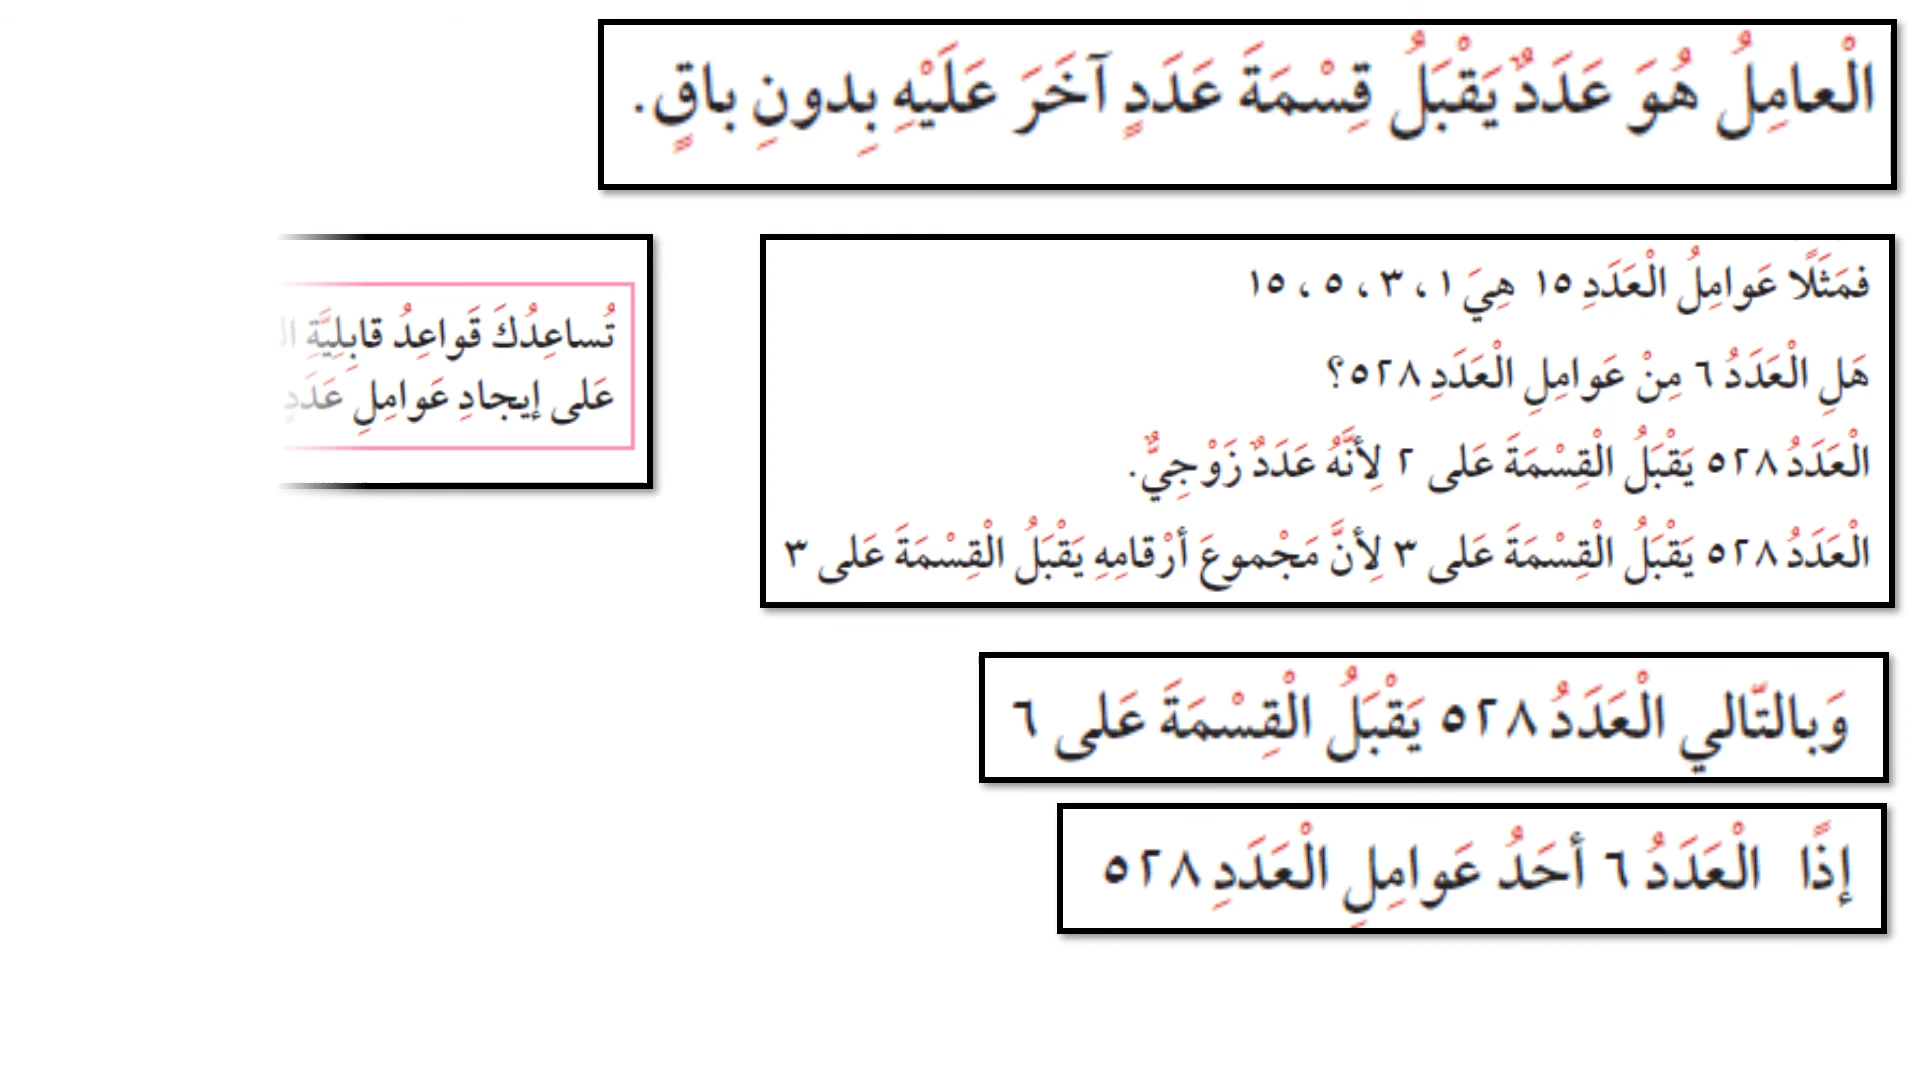 الْعامِلُ هُوَ عَدَدٌ يَقْبَلُ قِسْمَةَ عَدَدٍ آخَرَ عَلَيْهِ بِدونِ باقٍ.
فَمَثَلًا عَوامِلُ الْعَدَدِ ١٥ هِيَ ١ ، ٣ ، ٥ ، ١٥
هَلِ الْعَدَدُ ٦ مِنْ عَوامِلِ الْعَدَدِ ٥٢٨؟
الْعَدَدُ ٥٢٨ يَقْبَلُ الْقِسْمَةَ عَلى ٢ لِأَنَّهُ عَدَدٌ زَوْجِيٌّ.
الْعَدَدُ ٥٢٨ يَقْبَلُ الْقِسْمَةَ عَلى ٣ لِأَنَّ مَجْموعَ أَرْقامِهِ يَقْبَلُ الْقِسْمَةَ عَلى ٣
تُساعِدُكَ قَواعِدُ قابِلِيَّةِ
عَلى إيجادِ عَوامِلِ عَدَدٍ
وَبِالتّالي الْعَدَدُ ٥٢٨ يَقْبَلُ الْقِسْمَةَ عَلى ٦
إِذًا الْعَدَدُ ٦ أَحَدُ عَوامِلِ الْعَدَدِ ٥٢٨